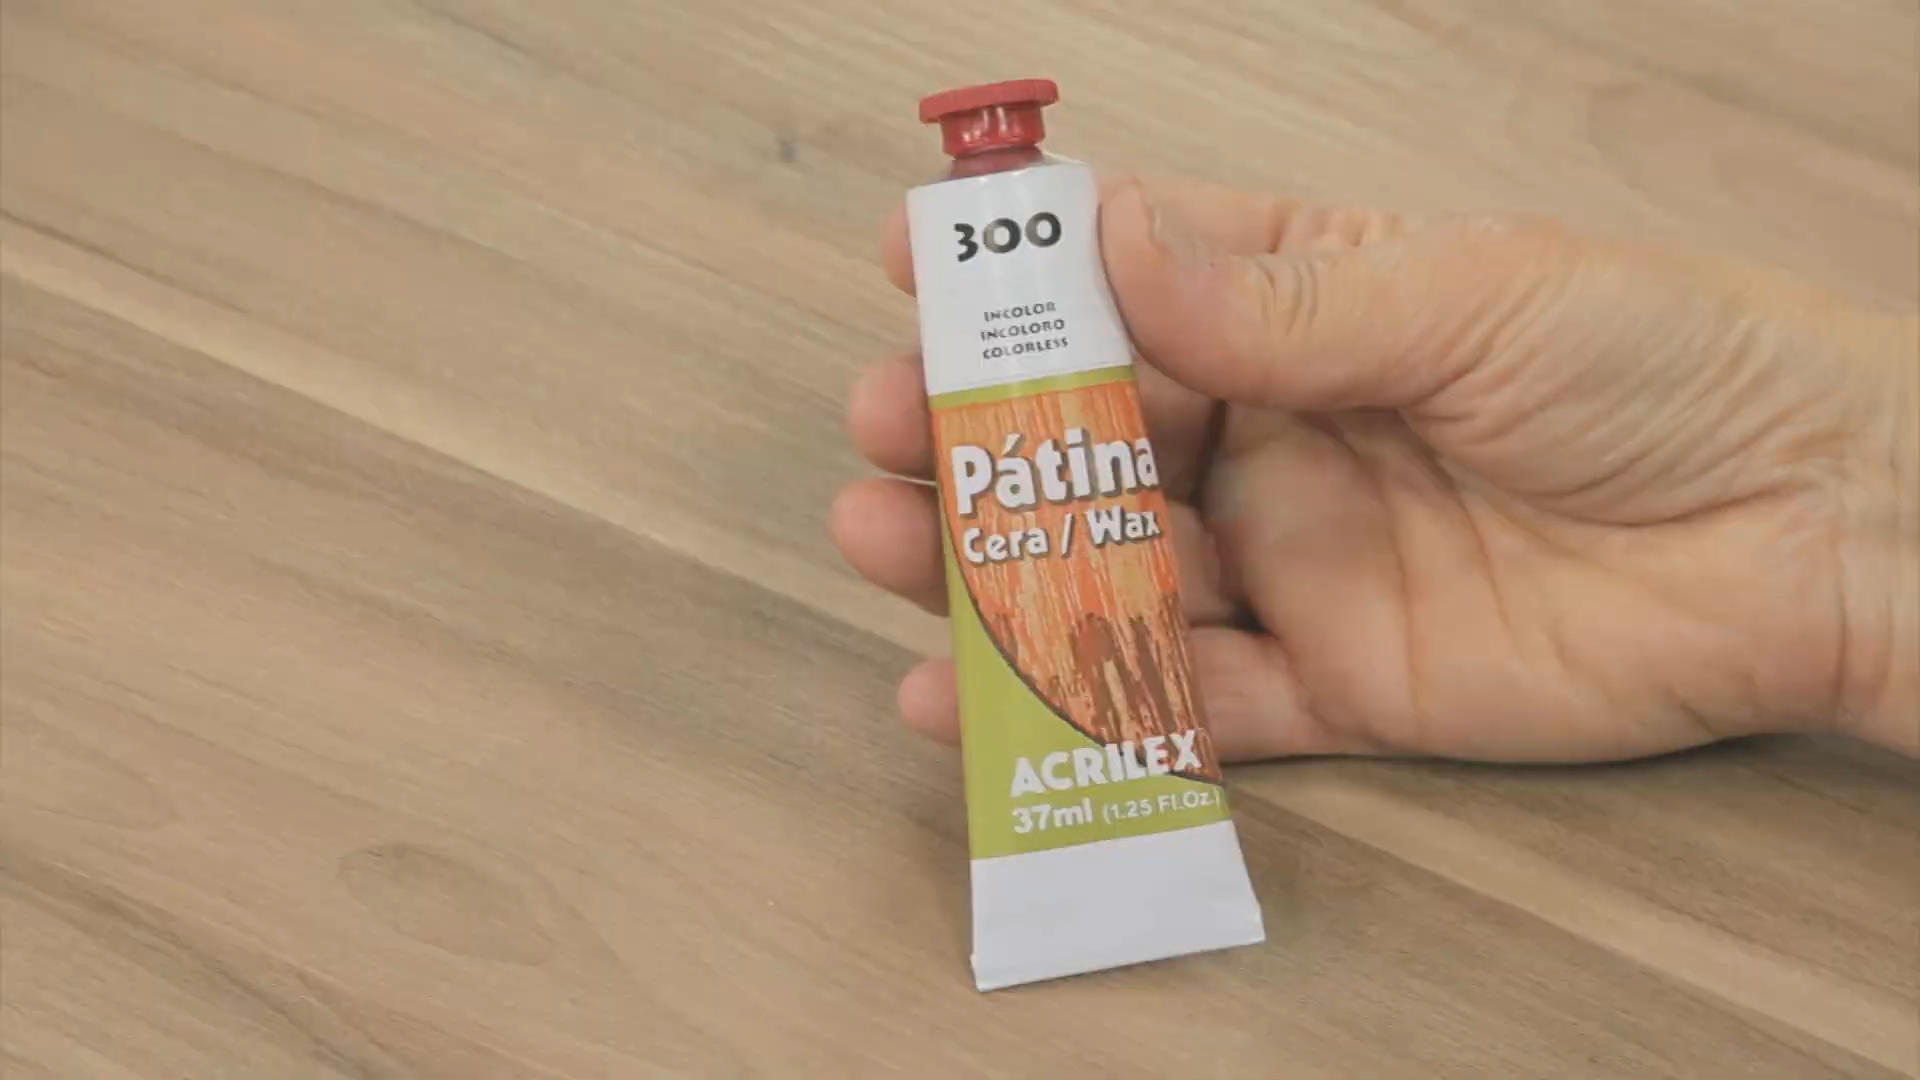 300
INCOLOR
INCOLORO
COLORLESS
Pátina
Cera / Wax
ACRILEX
37ml (1.25 Fl.Oz.)